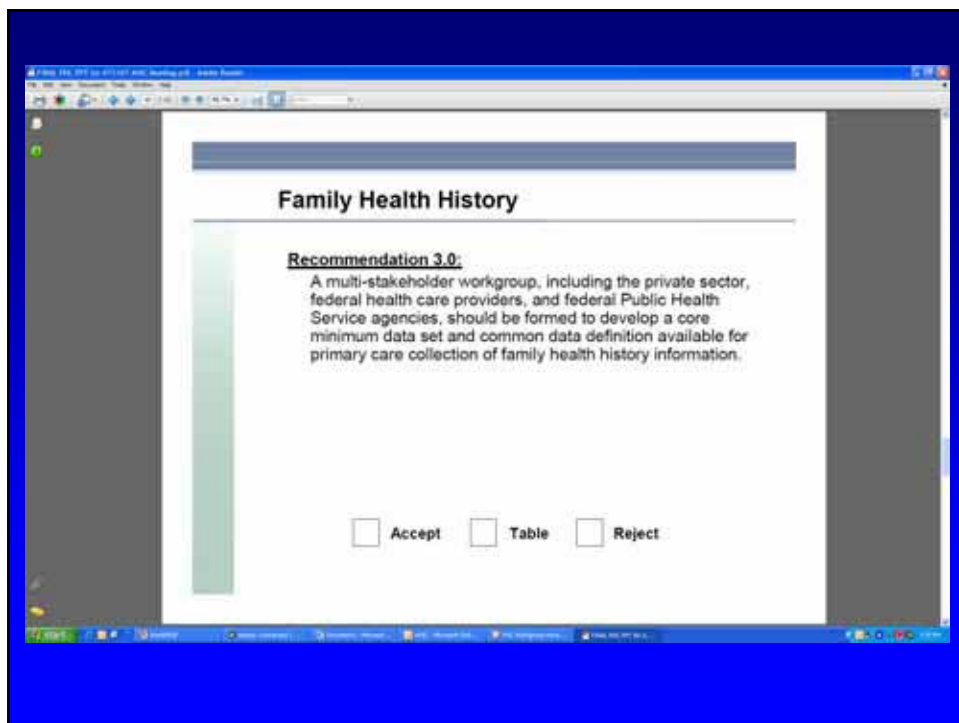 Family Health History
Recommendation 3.0:
A multi-stakeholder workgroup, including the private sector,
federal health care providers, and federal Public Health
Service agencies, should be formed to develop a core
minimum data set and common data definition available for
primary care collection of family health history information.
Accept Table Reject